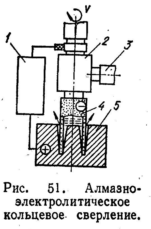 V
1
2
3
4
5
Рис. 51. Алмазно-
электролитическое
кольцевое сверление.